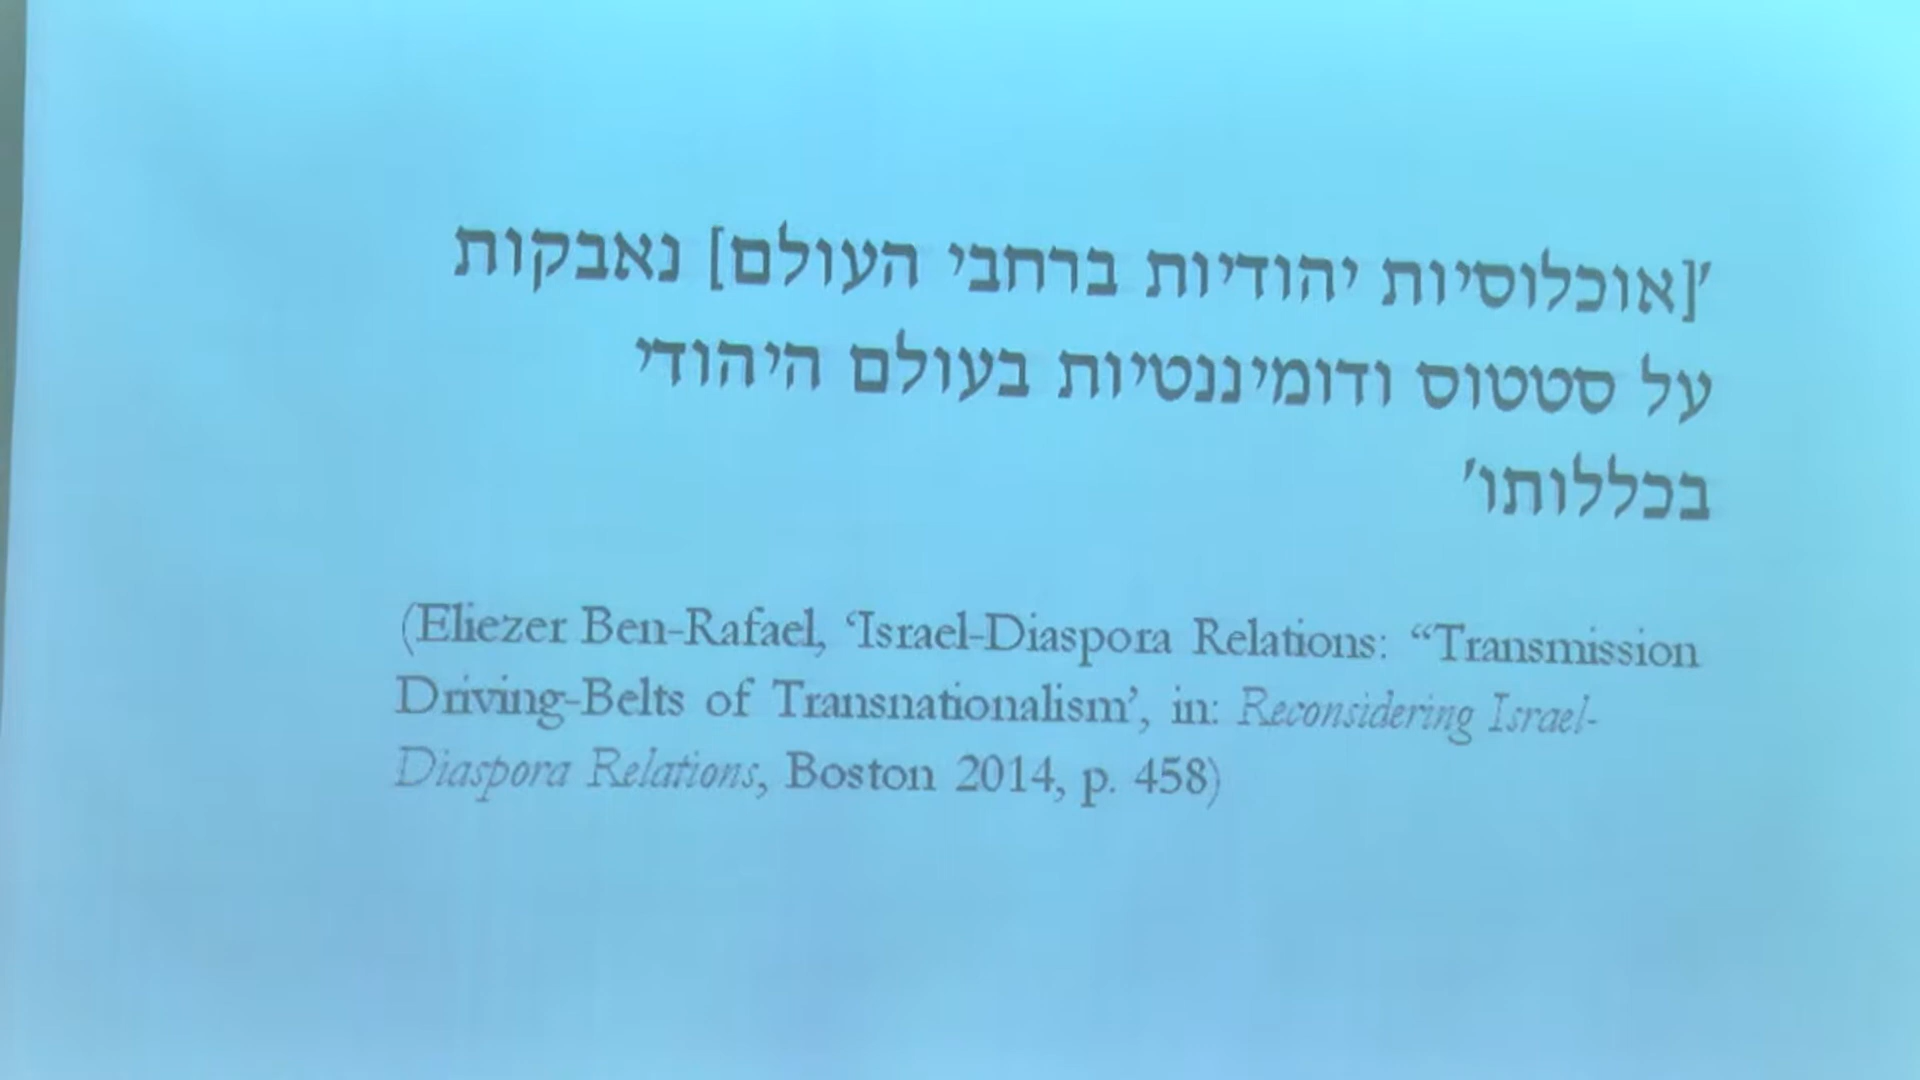 '[אוכלוסיות יהודיות ברחבי העולם] נאבקות
על סטטוס ודומיננטיות בעולם היהודי
בכללותו'
(Eliezer Ben-Rafael, ‘Israel-Diaspora Relations: “Transmission
Driving-Belts of Transnationalism’, in: Reconsidering Israel-
Diaspora Relations, Boston 2014, p. 458)